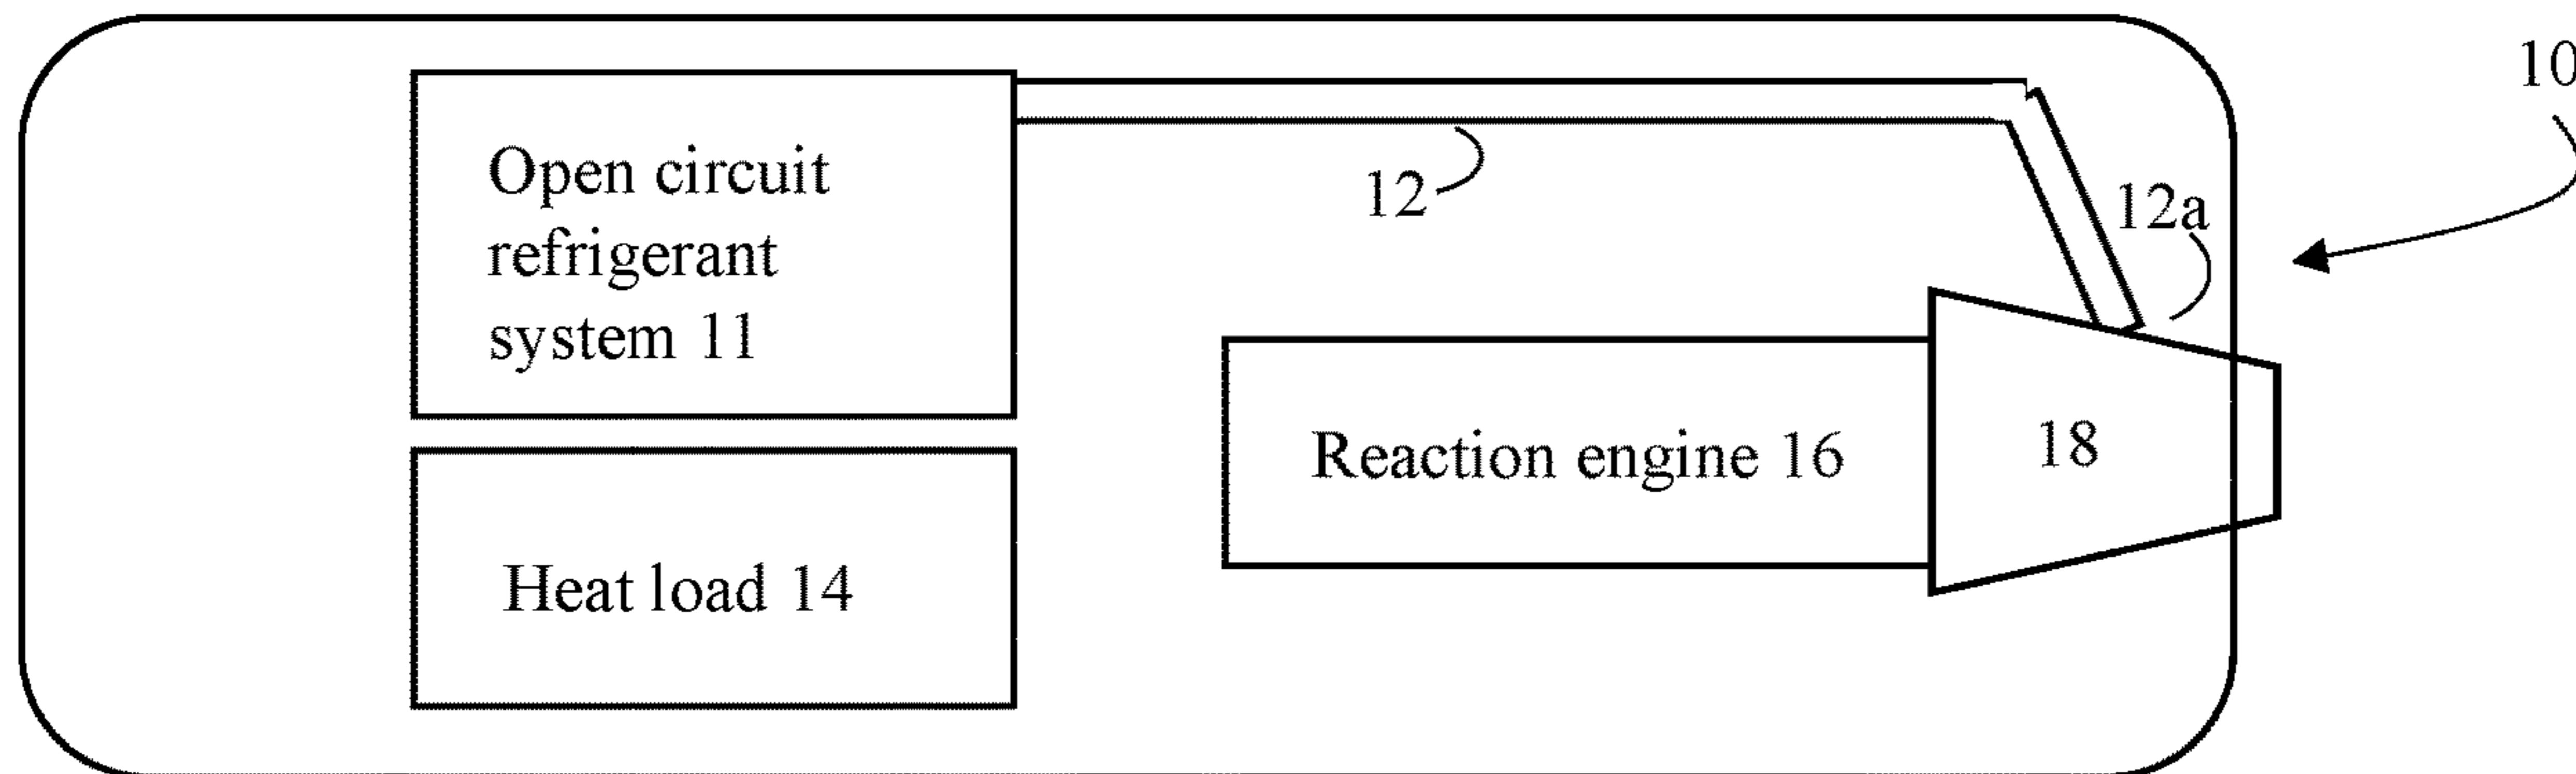 10
Open circuit
refrigerant
system 11
12
12a
Reaction engine 16
18
Heat load 14